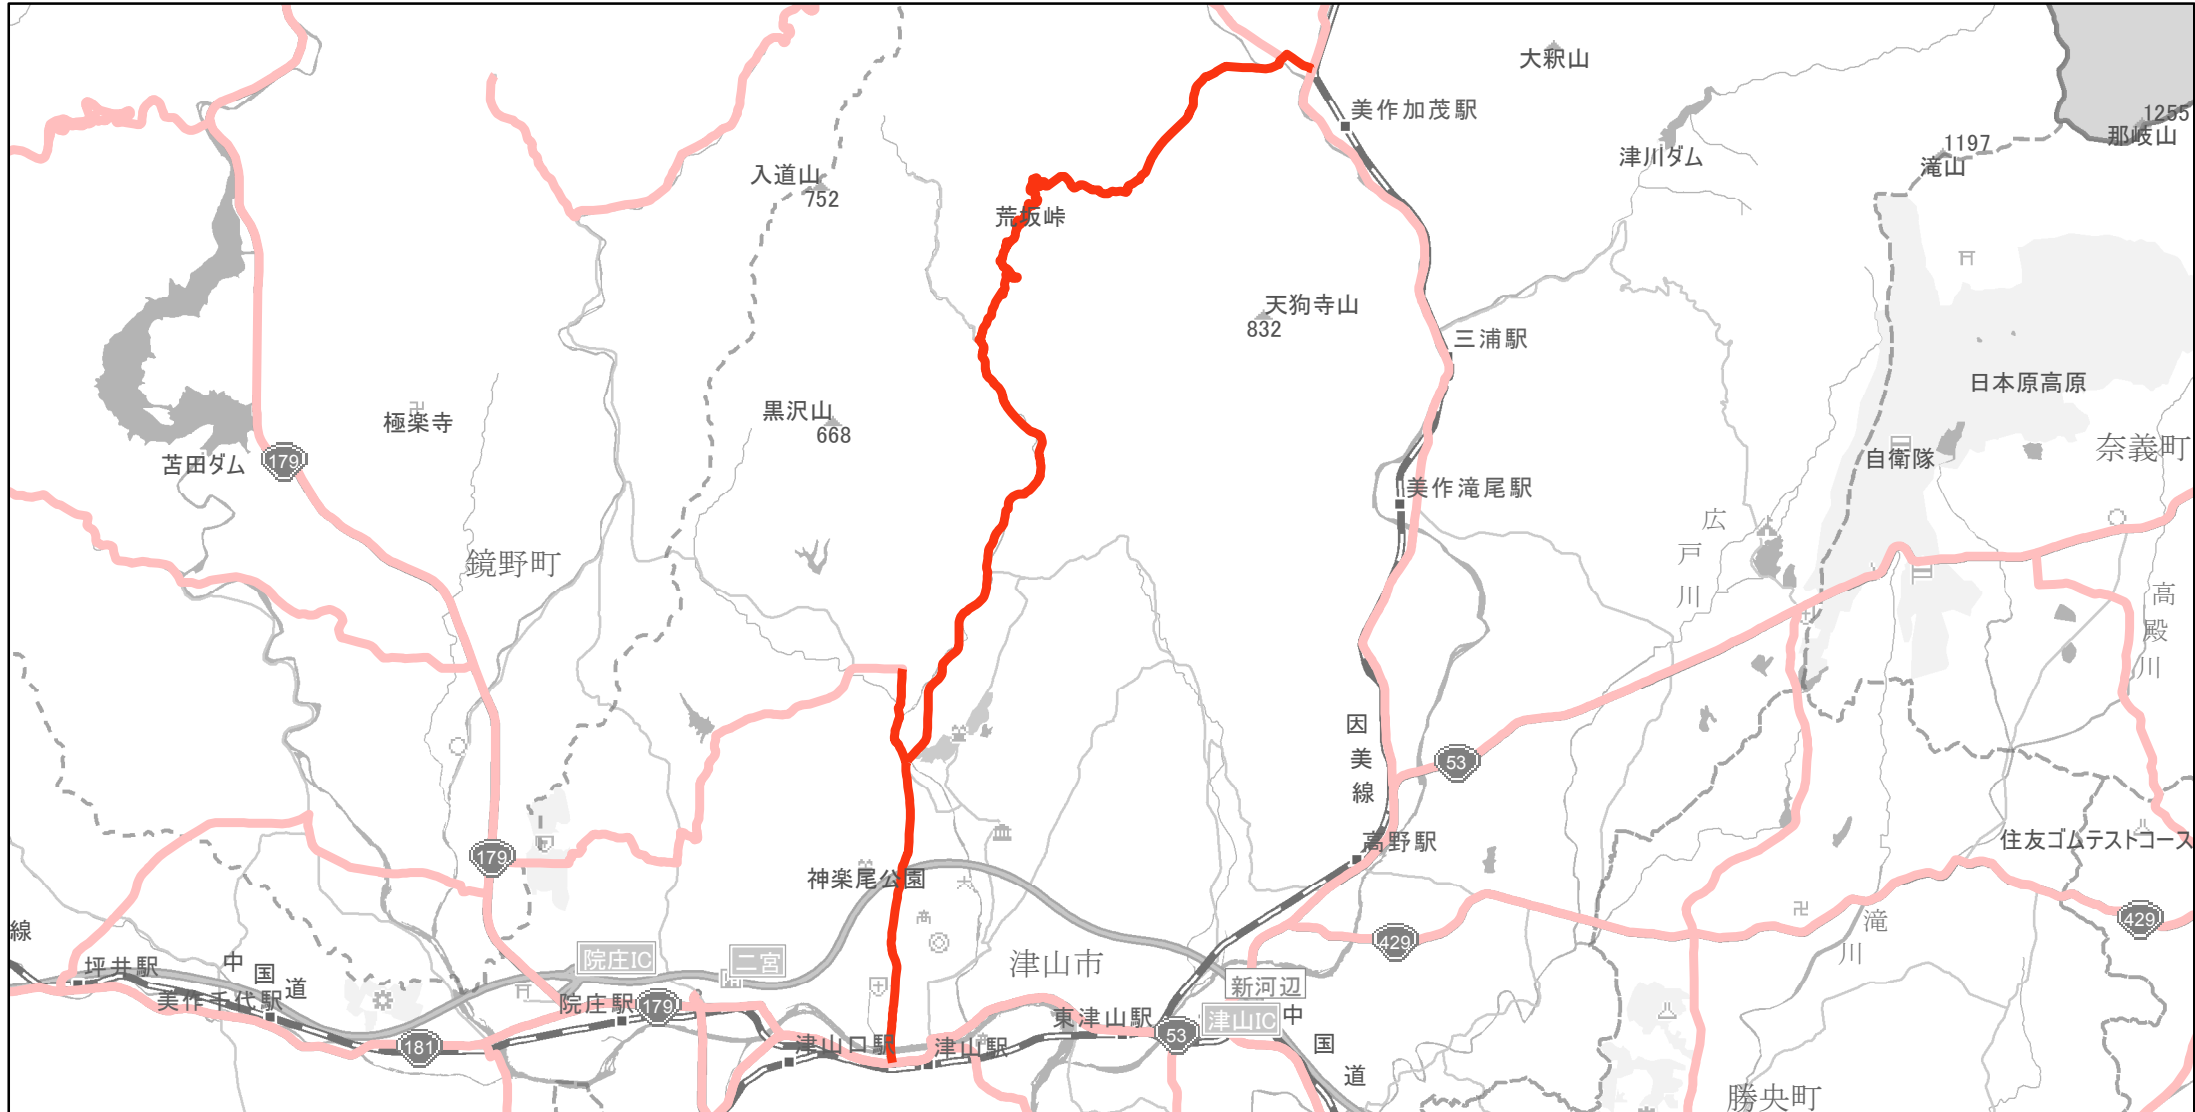 大釈山
美作加茂駅
1255
那岐山
津川ダム
1197
滝山
入道山
752
荒坂峠
天狗寺山
832
三浦駅
日本原高原
極楽寺
黒沢山
668
苫田ダム
179
自衛隊
奈義町
美作滝尾駅
広戸川
鏡野町
高殿川
因美線
53
高野駅
住友ゴムテストコース
179
神楽尾公園
429
429
滝川
線
坪井駅
中国道
院庄IC
二宮
津山市
新河辺
美作千代駅
院庄駅
179
東津山駅
53
津山IC
中国道
181
津山口駅
津山駅
勝央町